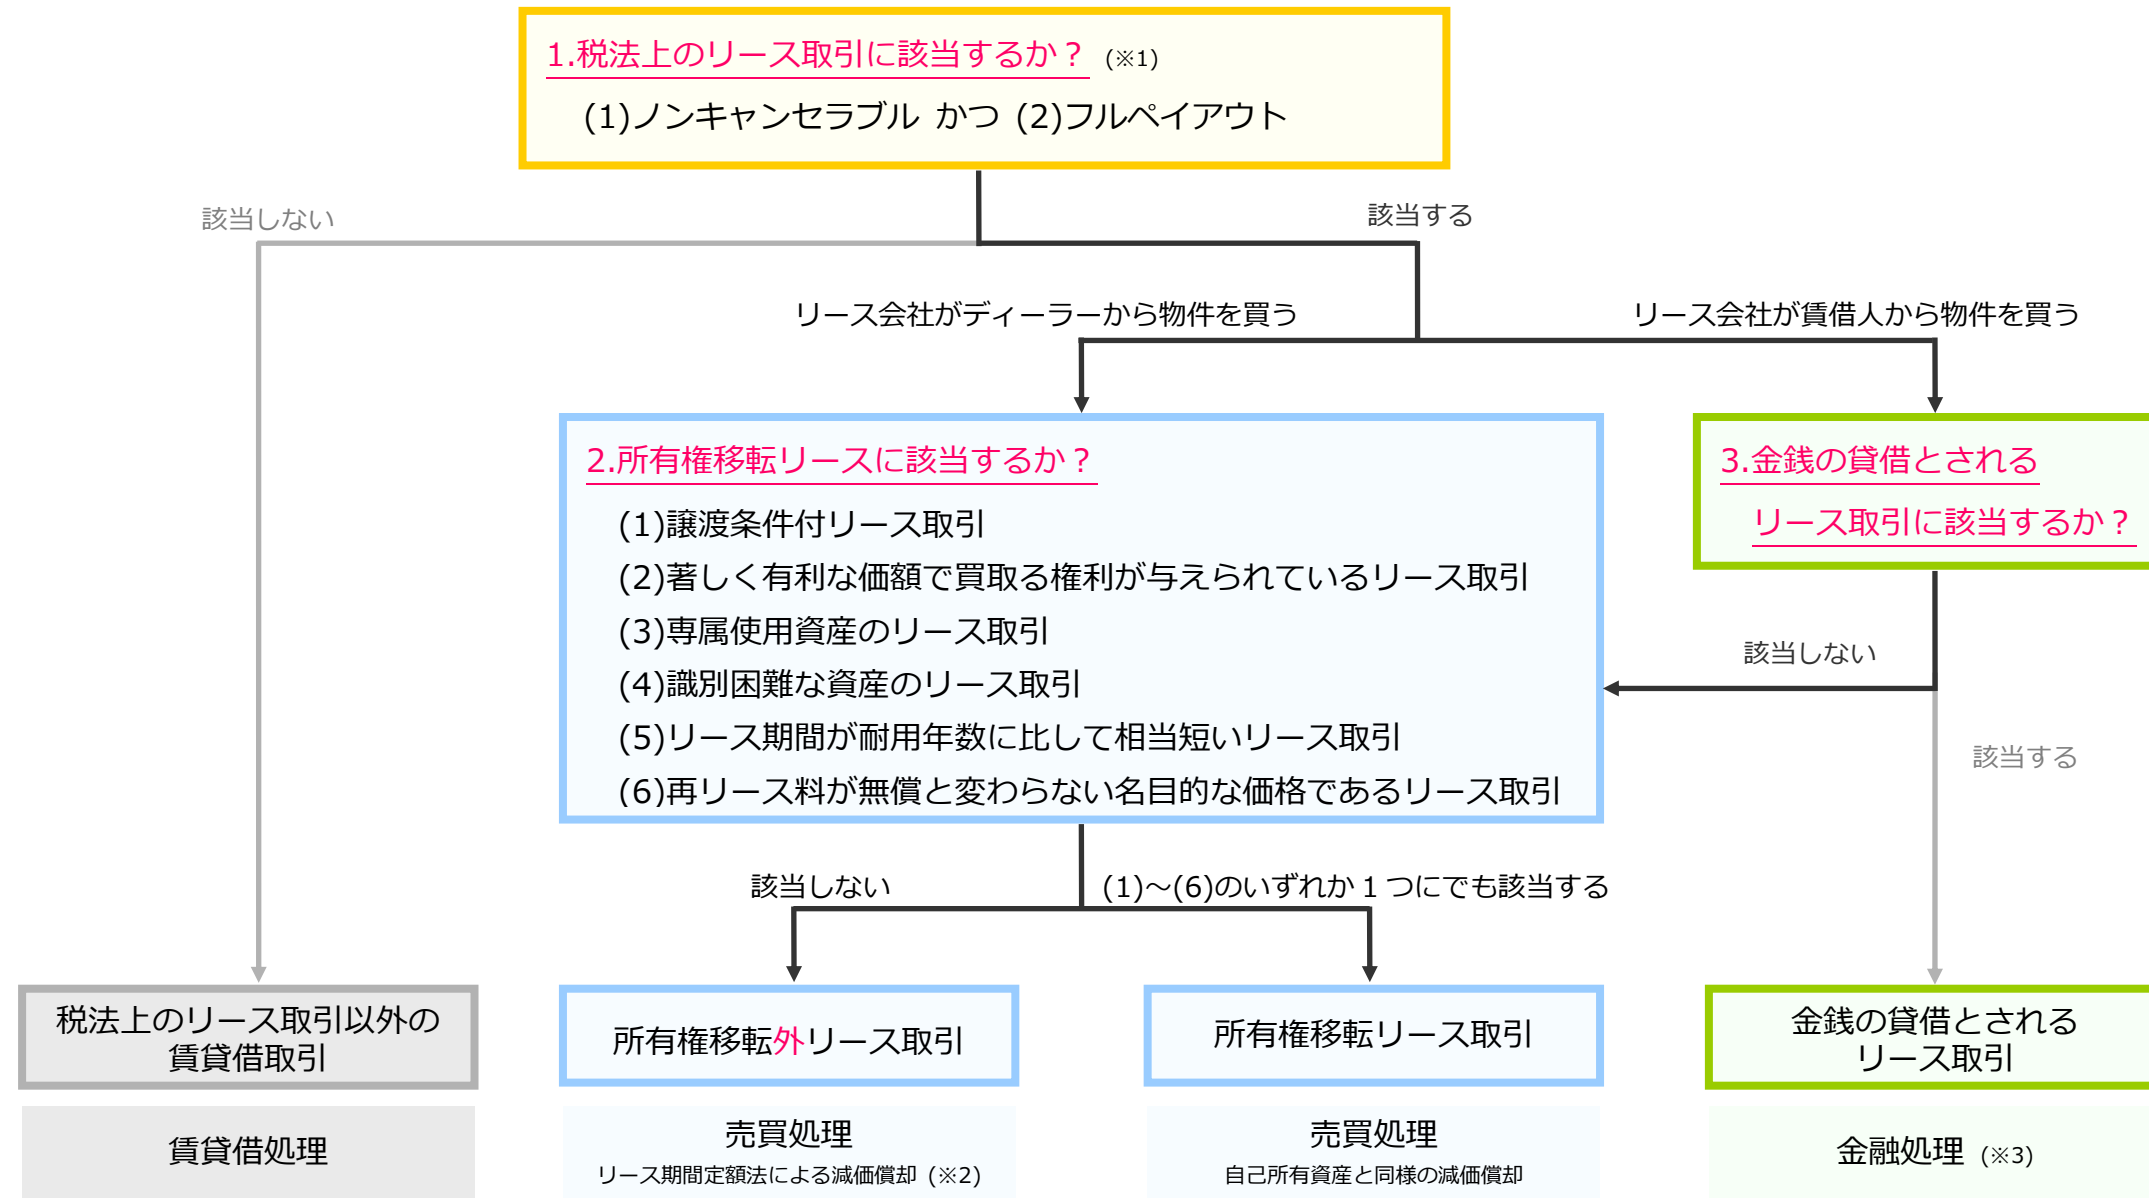 1.税法上のリース取引に該当するか？ (※1)
(1)ノンキャンセラブル かつ (2)フルペイアウト
該当しない
該当する
リース会社がディーラーから物件を買う
リース会社が賃借人から物件を買う
2.所有権移転リースに該当するか？
(1)譲渡条件付リース取引
(2)著しく有利な価額で買取る権利が与えられているリース取引
(3)専属使用資産のリース取引
(4)識別困難な資産のリース取引
(5)リース期間が耐用年数に比して相当短いリース取引
(6)再リース料が無償と変わらない名目的な価格であるリース取引
3.金銭の貸借とされる
リース取引に該当するか？
該当しない
該当する
該当しない
(1)～(6)のいずれか１つにでも該当する
税法上のリース取引以外の
賃貸借取引
賃貸借処理
所有権移転外リース取引
売買処理
リース期間定額法による減価償却 (※2)
所有権移転リース取引
売買処理
自己所有資産と同様の減価償却
金銭の貸借とされる
リース取引
金融処理 (※3)